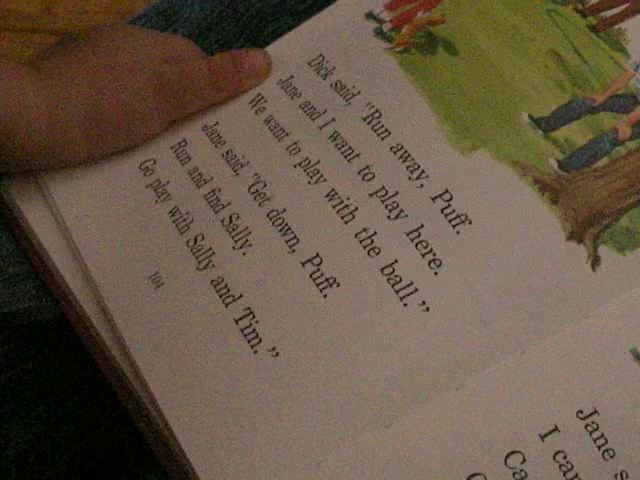 Dick said, "Run away, Puff.
Jane and I want to play here.
We want to play with the ball."
Jane said, "Get down, Puff.
Run and find Sally.
Go play with Sally and Tim."
104
Jane
I